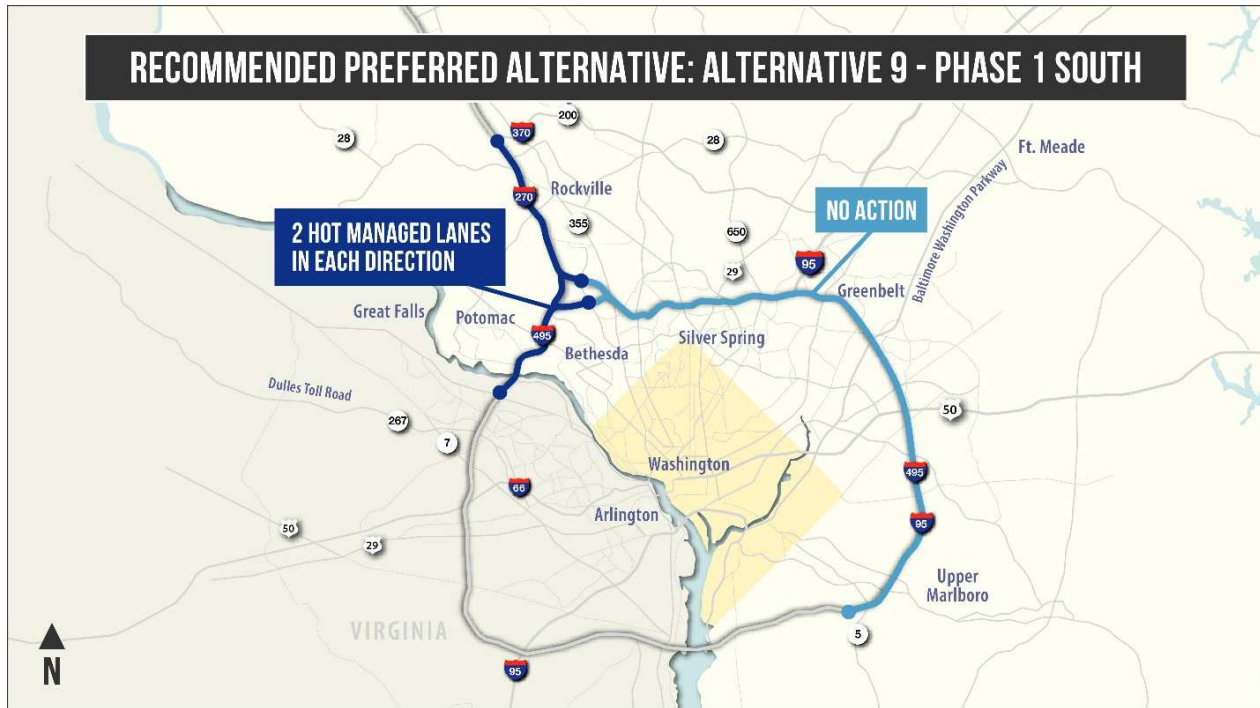 RECOMMENDED PREFERRED ALTERNATIVE: ALTERNATIVE 9 - PHASE 1 SOUTH
200
370
28
28
Ft. Meade
Rockville
270
355
650
NO ACTION
2 HOT MANAGED LANES
IN EACH DIRECTION
29
95
Baltimore Washington Parkway
Greenbelt
Great Falls
Potomac
495
Silver Spring
Bethesda
Dulles Toll Road
267
7
50
Washington
495
66
Arlington
95
50
29
Upper
Marlboro
VIRGINIA
5
N
95